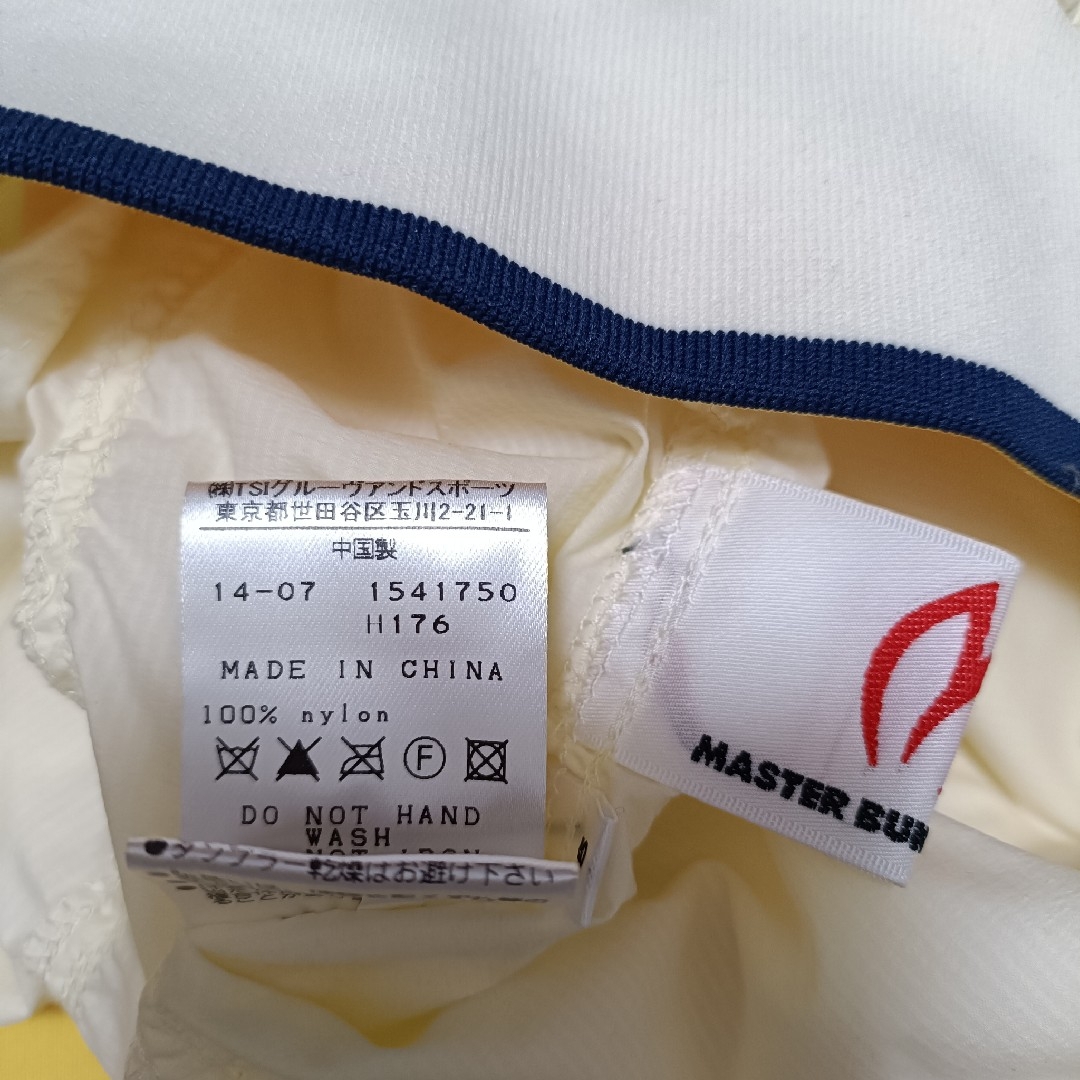 ㈱TSIグルーヴアンドスポーツ
東京都世田谷区玉川2-21-1
中国製
14-07 1541750
H176
MADE IN CHINA
100% nylon
F
DO NOT HAND
WASH
●タンブラー乾燥はお避け下さい
MASTER BUN